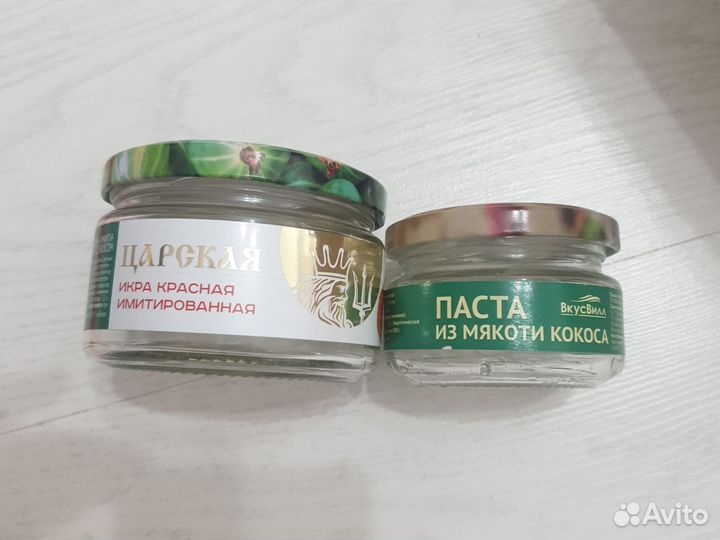 ЦАРСКАЯ
ИКРА КРАСНАЯ
ИМИТИРОВАННАЯ
ПАСТА
ИЗ МЯКОТИ КОКОСА
ВкусВилл
Avito